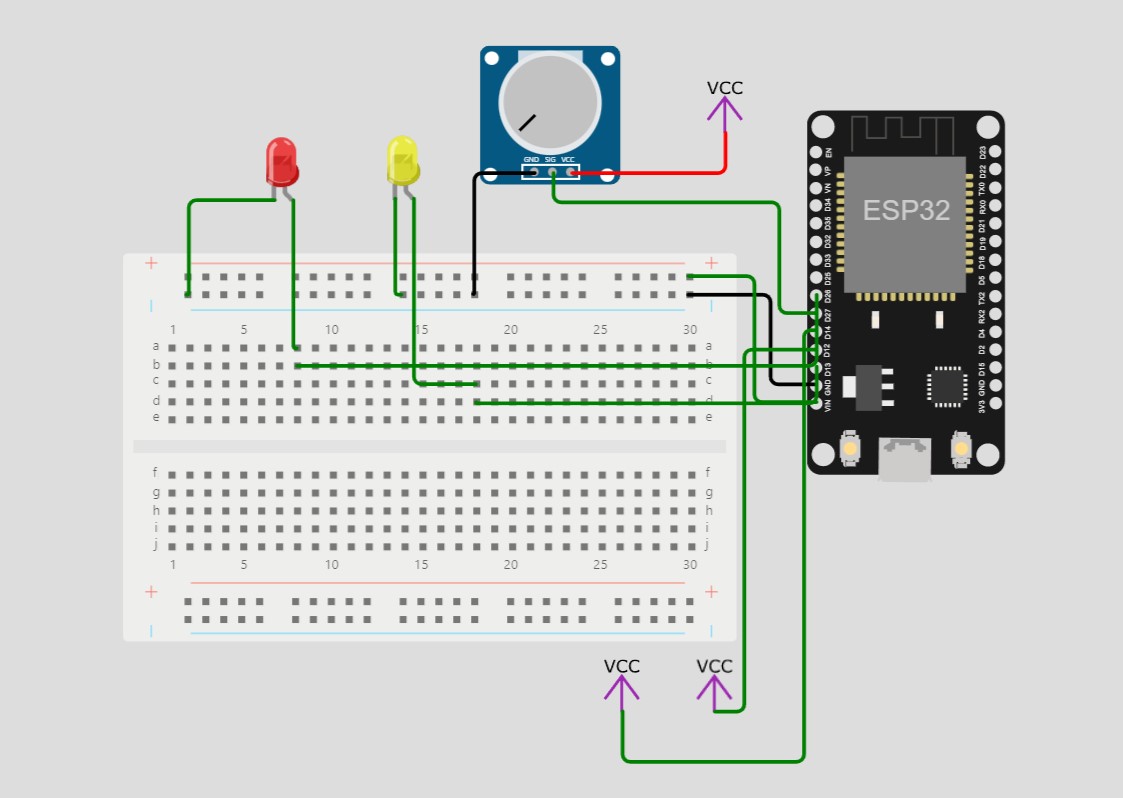 VCC
GND SIG VCC
ESP32
EN
VP
VN
D34
D35
D32
D33
D25
D26
D27
D14
D12
D13
GND
VIN
D23
D22
TX0
RX0
D21
D19
D18
D5
TX2
RX2
D4
D2
D15
GND
3V3
+ +
1 5 10 15 20 25 30
a a
b b
c c
d d
e e
f f
g g
h h
i i
j j
1 5 10 15 20 25 30
+ +
VCC VCC